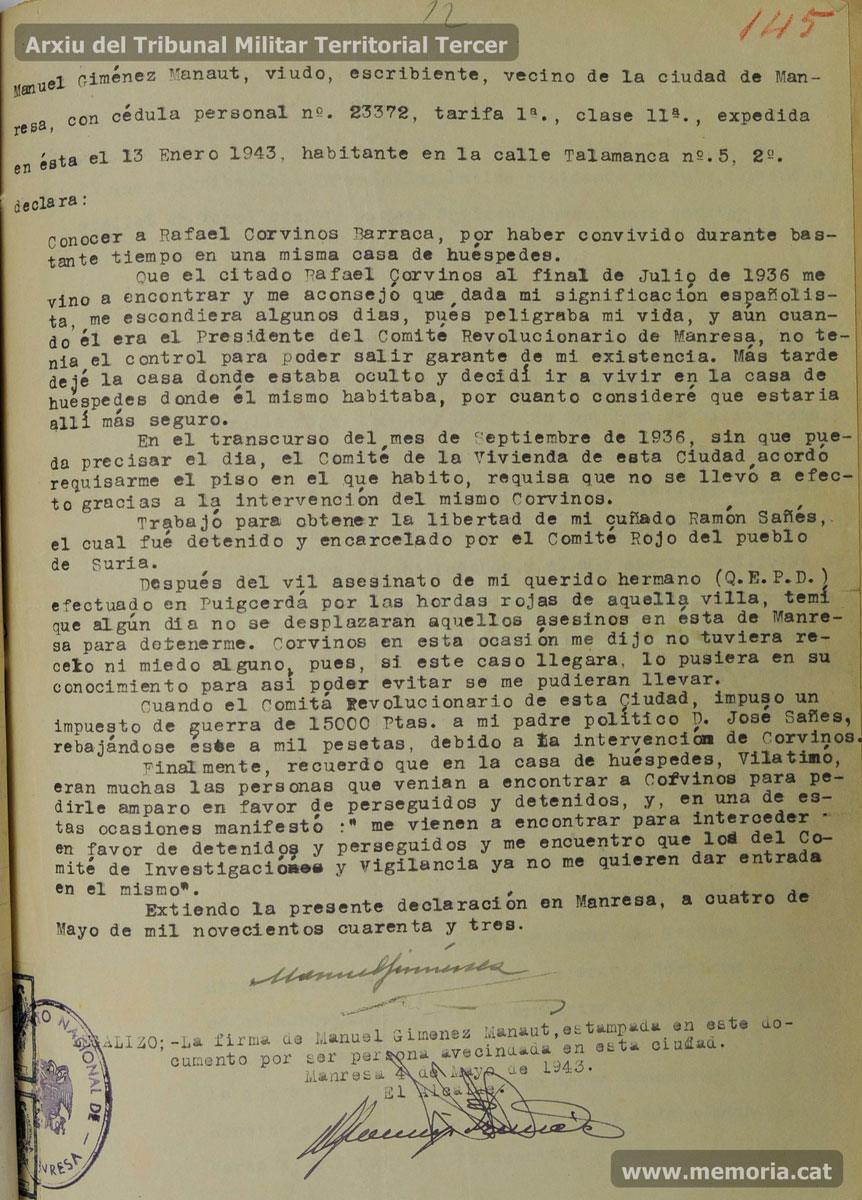 12
145
Arxiu del Tribunal Militar Territorial Tercer
Manuel Giménez Manaut, viudo, escribiente, vecino de la ciudad de Man-
resa, con cédula personal nº. 23372, tarifa 1ª., clase 11ª., expedida
en ésta el 13 Enero 1943, habitante en la calle Talamanca nº.5, 2º.
declara:
Conocer a Rafael Corvinos Barraca, por haber convivido durante bas-
tante tiempo en una misma casa de huéspedes.
Que el citado Rafael Corvinos al final de Julio de 1936 me
vino a encontrar y me aconsejó que dada mi significación españolis-
ta, me escondiera algunos dias, pués peligraba mi vida, y aún cuan-
do él era el Presidente del Comité Revolucionario de Manresa, no te-
nia el control para poder salir garante de mi existencia. Más tarde
dejé la casa donde estaba oculto y decidí ir a vivir en la casa de
huéspedes donde él mismo habitaba, por cuanto consideré que estaria
allí más seguro.
En el transcurso del mes de Septiembre de 1936, sin que pue-
da precisar el dia, el Comité de la Vivienda de esta Ciudad acordó
requisarme el piso en el que habito, requisa que no se llevó a efec-
to gracias a la intervención del mismo Corvinos.
Trabajó para obtener la libertad de mi cuñado Ramón Sañés,
el cual fué detenido y encarcelado por el Comité Rojo del pueblo
de Suria.
Después del vil asesinato de mi querido hermano (Q.E.P.D.)
efectuado en Puigcerdá por las hordas rojas de aquella villa, temí
que algún dia no se desplazaran aquellos asesinos en ésta de Manre-
sa para detenerme. Corvinos en esta ocasión me dijo no tuviera re-
celo ni miedo alguno, pues, si este caso llegara, lo pusiera en su
conocimiento para asi poder evitar se me pudieran llevar.
Cuando el Comitá Revolucionario de esta Ciudad, impuso un
impuesto de guerra de 15000 Ptas. a mi padre político D. José Sañes,
rebajándose éste a mil pesetas, debido a la intervención de Corvinos.
Finalmente, recuerdo que en la casa de huéspedes, Vilatimó,
eran muchas las personas que venian a encontrar a Corvinos para pe-
dirle amparo en favor de perseguidos y detenidos, y, en una de es-
tas ocasiones manifestó :" me vienen a encontrar para interceder
en favor de detenidos y perseguidos y me encuentro que los del Co-
mité de Investigación y Vigilancia ya no me quieren dar entrada
en el mismo".
Extiendo la presente declaración en Manresa, a cuatro de
Mayo de mil novecientos cuarenta y tres.
Manuel Giménez
ALIZO;-La firma de Manuel Gimenez Manaut,estampada en este do-
cumento por ser persona avecindada en esta ciudad.
Manresa 4 de Mayo de 1943.
El Alcalde.
NACIONAL DE
www.memoria.cat